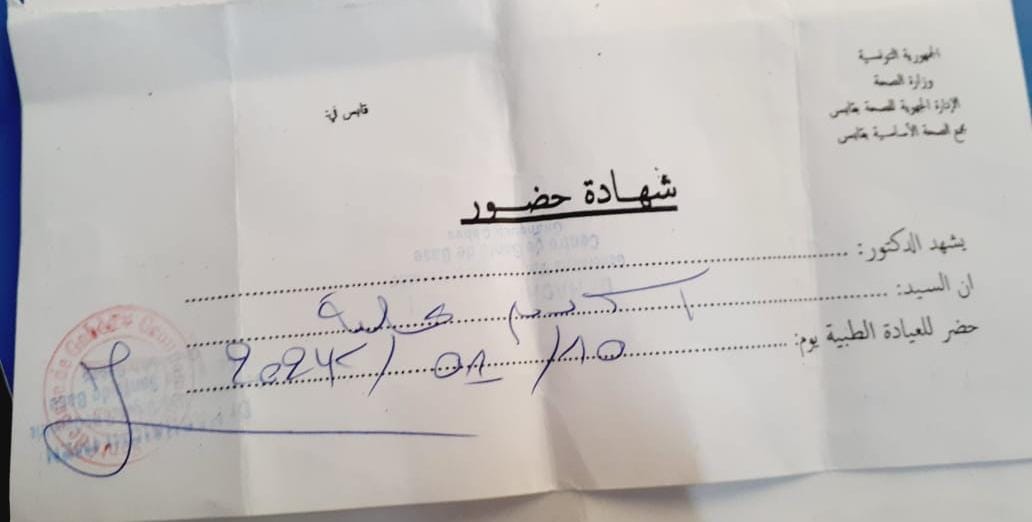 الجمهورية التونسية
وزارة الصحة
الإدارة الجهوية للصحة بقابس
مجمع الصحة الأساسية بقابس
قابس في:
شهادة حضور
يشهد الدكتور:
ان السيد:
حضر للعيادة الطبية يوم: 2024 / 01 / 10